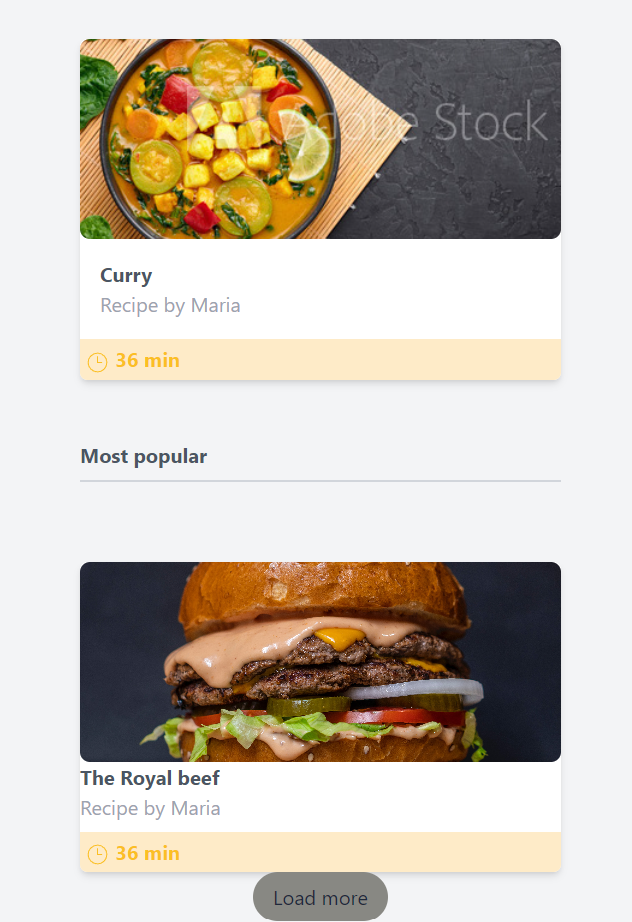 Adobe Stock
Curry
Recipe by Maria
36 min
Most popular
The Royal beef
Recipe by Maria
36 min
Load more